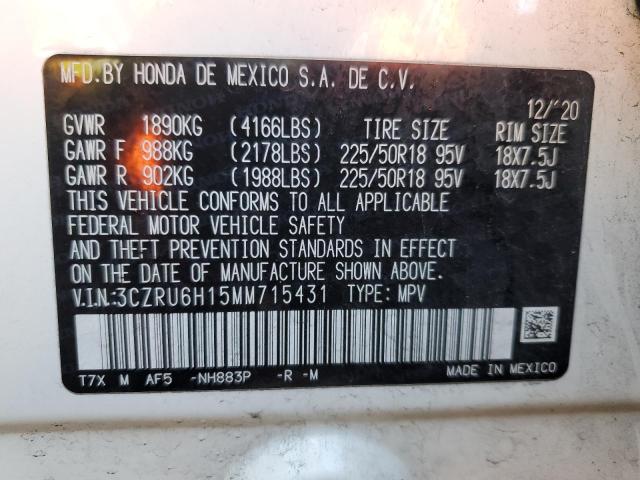 MFD.BY HONDA DE MEXICO S.A. DE C.V.
12/'20
GVWR 1890KG (4166LBS) TIRE SIZE RIM SIZE
GAWR F 988KG (2178LBS) 225/50R18 95V 18X7.5J
GAWR R 902KG (1988LBS) 225/50R18 95V 18X7.5J
THIS VEHICLE CONFORMS TO ALL APPLICABLE
FEDERAL MOTOR VEHICLE SAFETY
AND THEFT PREVENTION STANDARDS IN EFFECT
ON THE DATE OF MANUFACTURE SHOWN ABOVE.
V.I.N.:3CZRU6H15MM715431 TYPE: MPV
T7X M AF5 -NH883P -R -M
MADE IN MEXICO